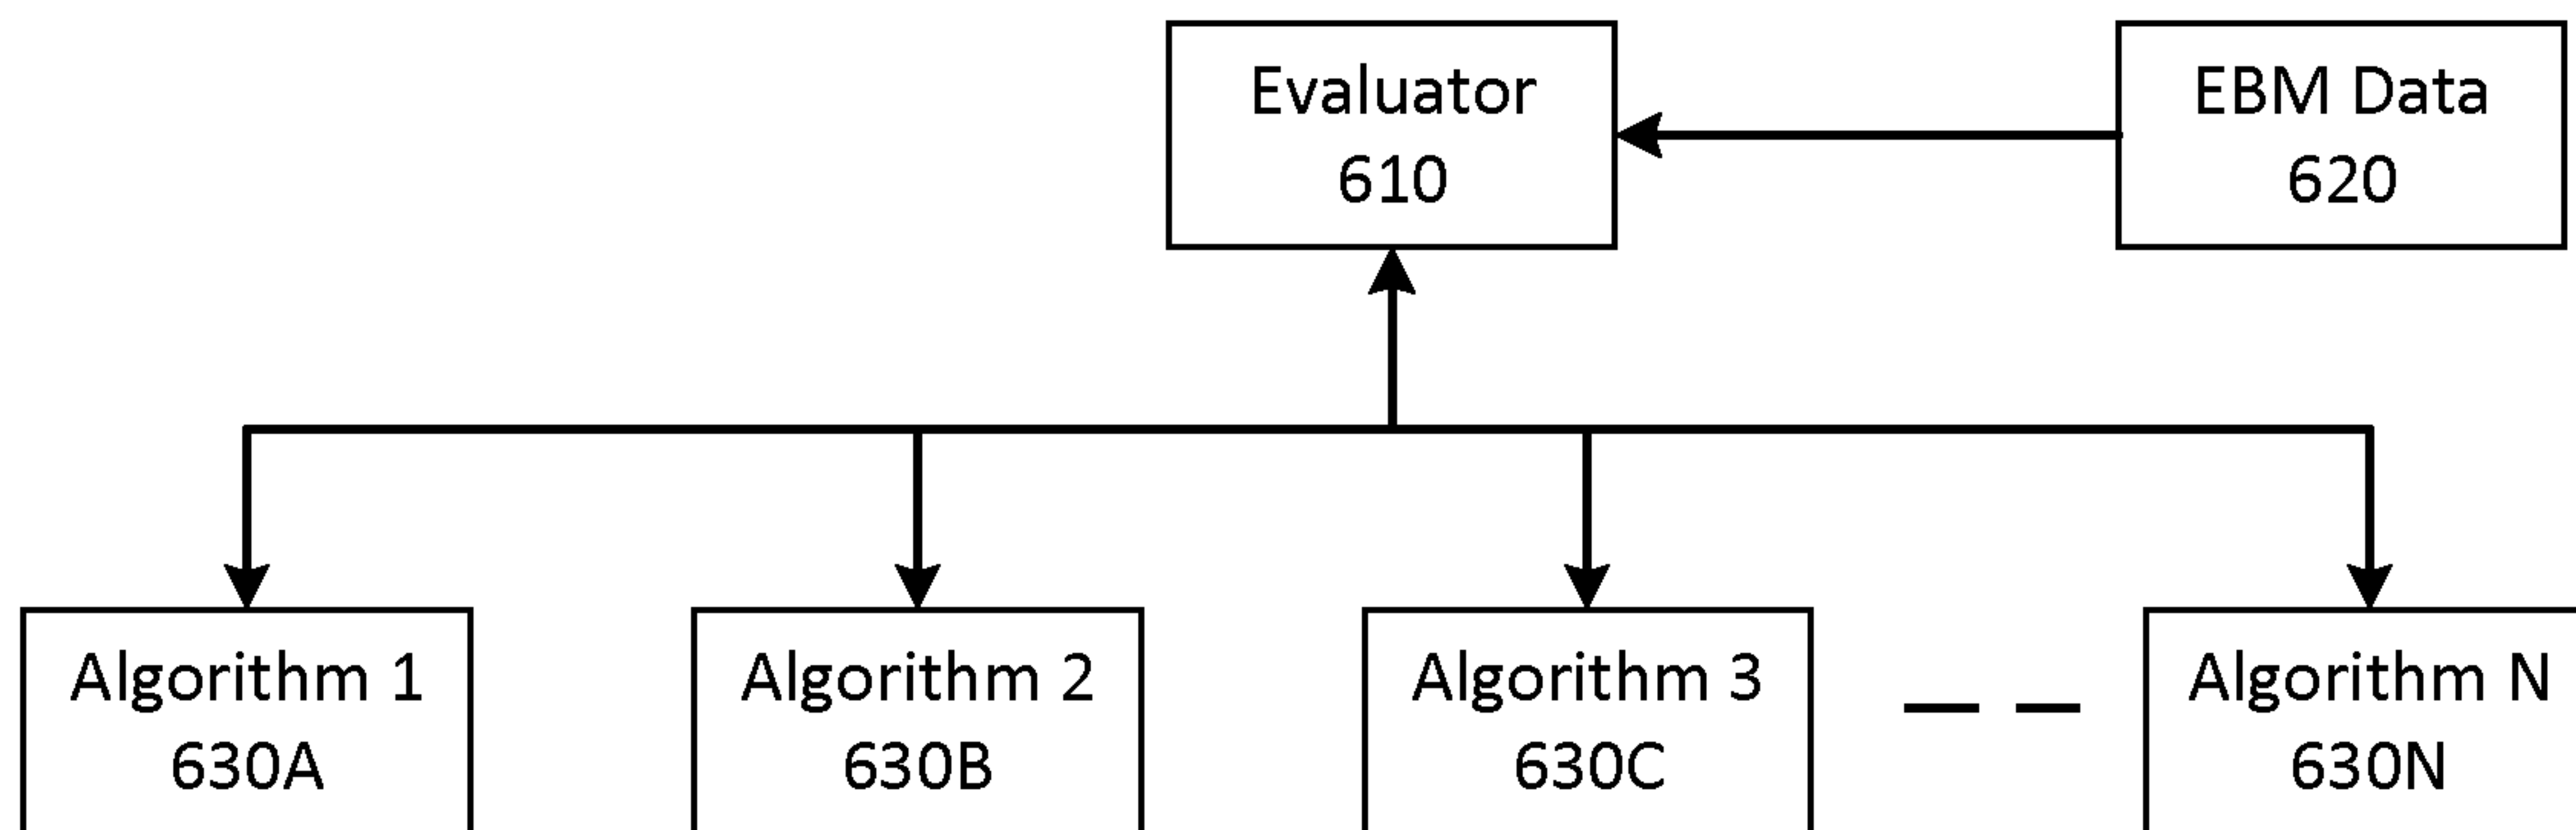 Evaluator
610
EBM Data
620
Algorithm 1
630A
Algorithm 2
630B
Algorithm 3
630C
Algorithm N
630N